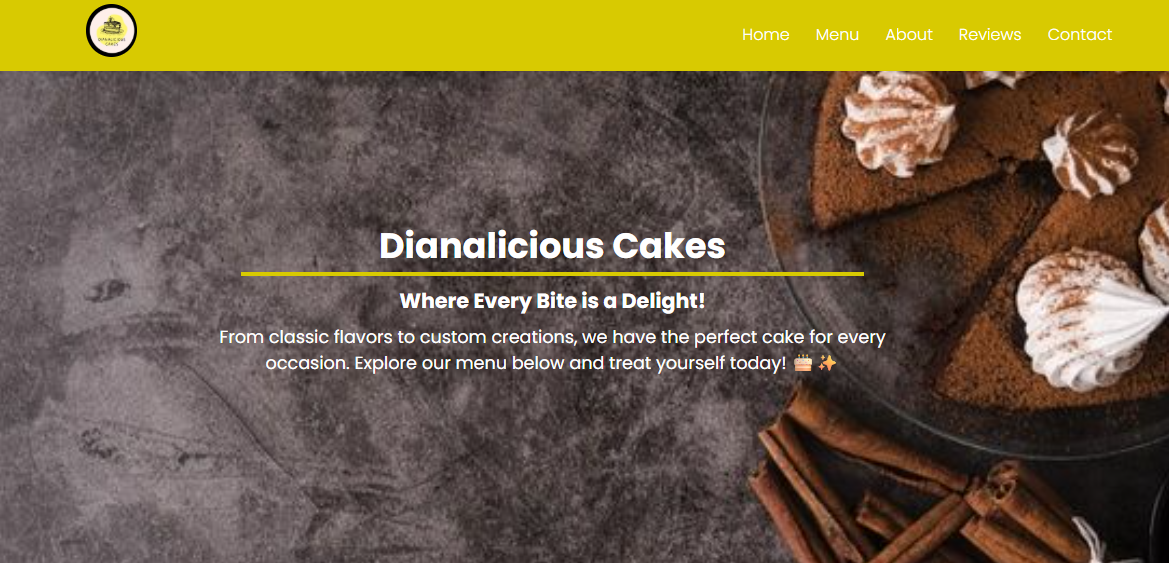 DIANALICIOUS
CAKES
Home Menu About Reviews Contact
Dianalicious Cakes
Where Every Bite is a Delight!
From classic flavors to custom creations, we have the perfect cake for every
occasion. Explore our menu below and treat yourself today! 🎂 ✨